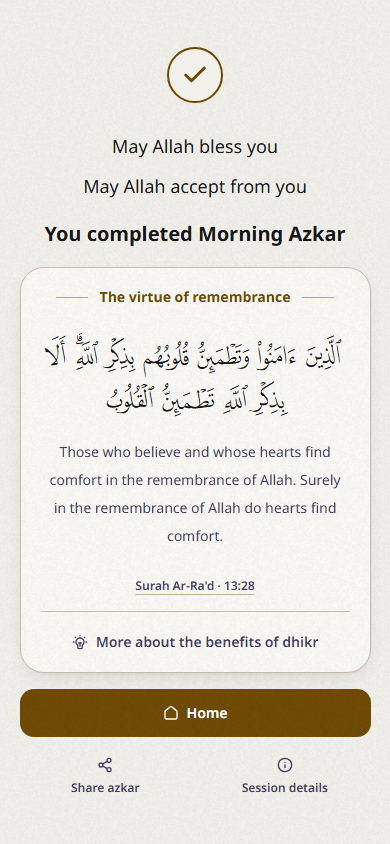 May Allah bless you
May Allah accept from you
You completed Morning Azkar
The virtue of remembrance
ٱلَّذِينَ ءَامَنُوا۟ وَتَطْمَئِنُّ قُلُوبُهُم بِذِكْرِ ٱللَّهِ ۗ أَلَا
بِذِكْرِ ٱللَّهِ تَطْمَئِنُّ ٱلْقُلُوبُ
Those who believe and whose hearts find
comfort in the remembrance of Allah. Surely
in the remembrance of Allah do hearts find
comfort.
Surah Ar-Ra'd · 13:28
More about the benefits of dhikr
Home
Share azkar
Session details